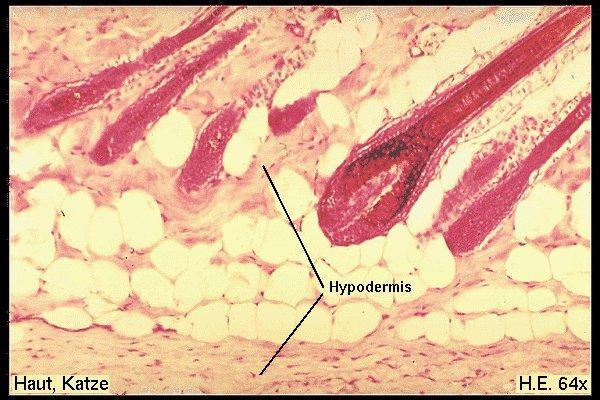 Hypodermis
Haut, Katze
H.E. 64x